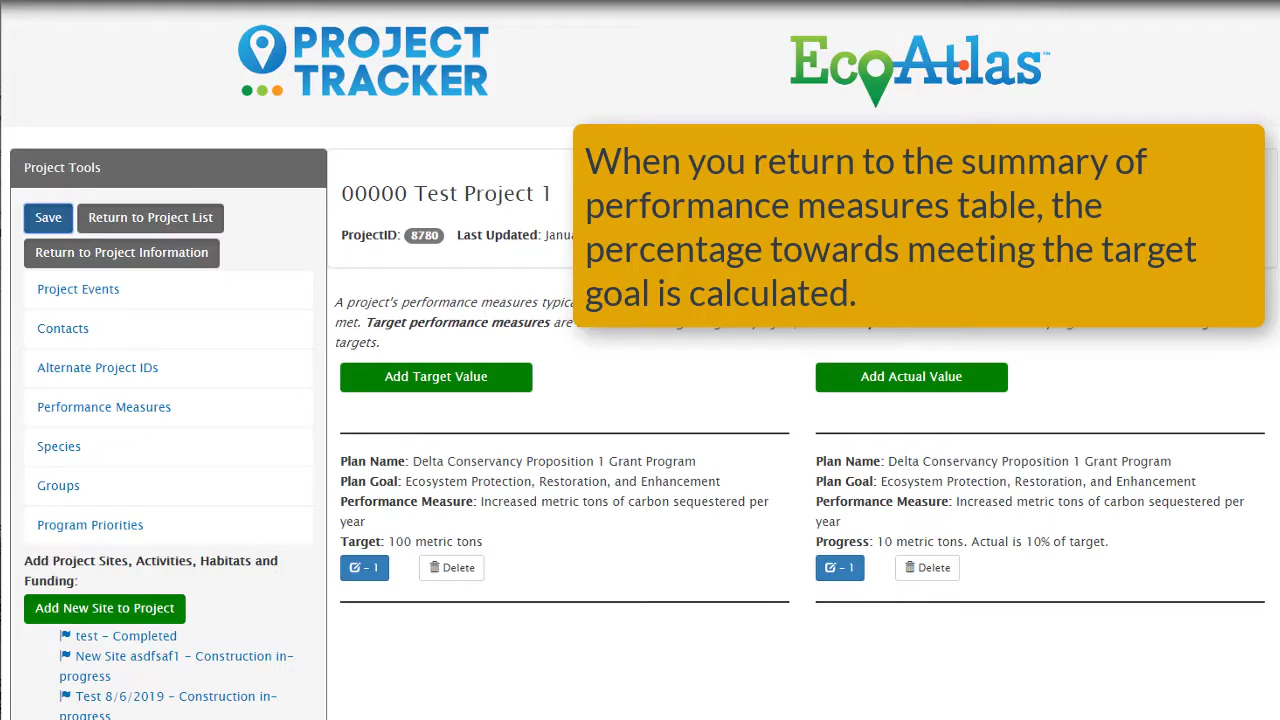 PROJECT
TRACKER
EcoAtlas™
Project Tools
Save
Return to Project List
Return to Project Information
Project Events
Contacts
Alternate Project IDs
Performance Measures
Species
Groups
Program Priorities
Add Project Sites, Activities, Habitats and
Funding:
Add New Site to Project
test – Completed
New Site asdfsaf1 – Construction in-
progress
Test 8/6/2019 – Construction in-
progress
00000 Test Project 1
ProjectID: 8780 Last Updated: Janu
When you return to the summary of
performance measures table, the
percentage towards meeting the target
goal is calculated.
A project's performance measures typic
met. Target performance measures are
targets.
Add Target Value
Plan Name: Delta Conservancy Proposition 1 Grant Program
Plan Goal: Ecosystem Protection, Restoration, and Enhancement
Performance Measure: Increased metric tons of carbon sequestered per
year
Target: 100 metric tons
– 1
Delete
Add Actual Value
Plan Name: Delta Conservancy Proposition 1 Grant Program
Plan Goal: Ecosystem Protection, Restoration, and Enhancement
Performance Measure: Increased metric tons of carbon sequestered per
year
Progress: 10 metric tons. Actual is 10% of target.
– 1
Delete